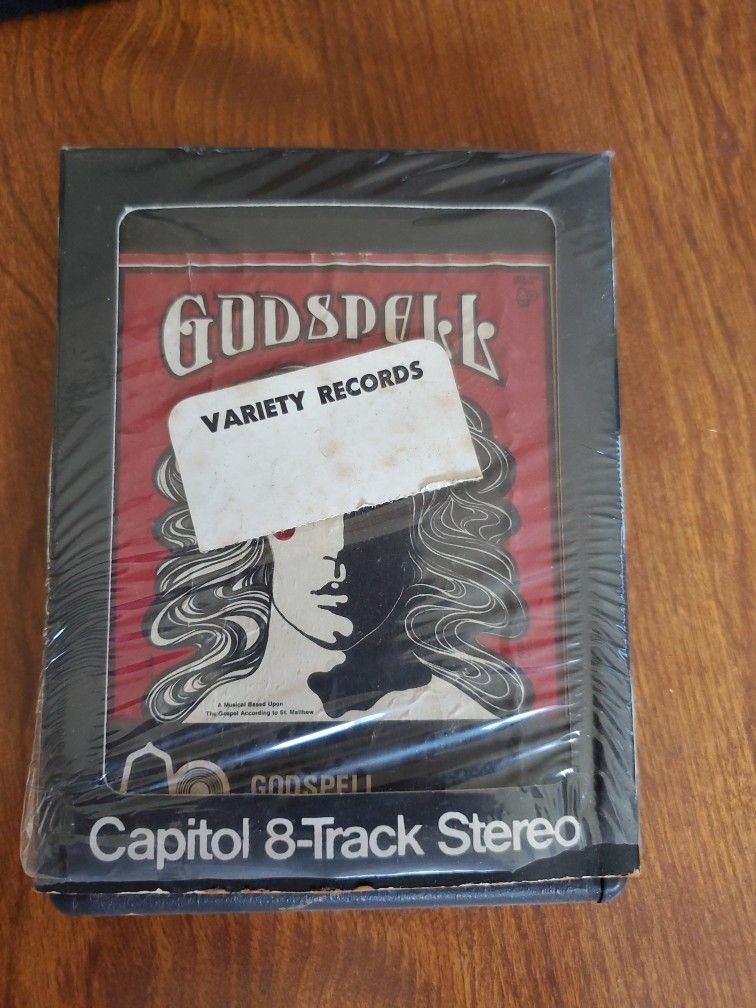 GODSPELL
VARIETY RECORDS
A Musical Based Upon
The Gospel According to St. Matthew
GODSPELL
Capitol 8-Track Stereo